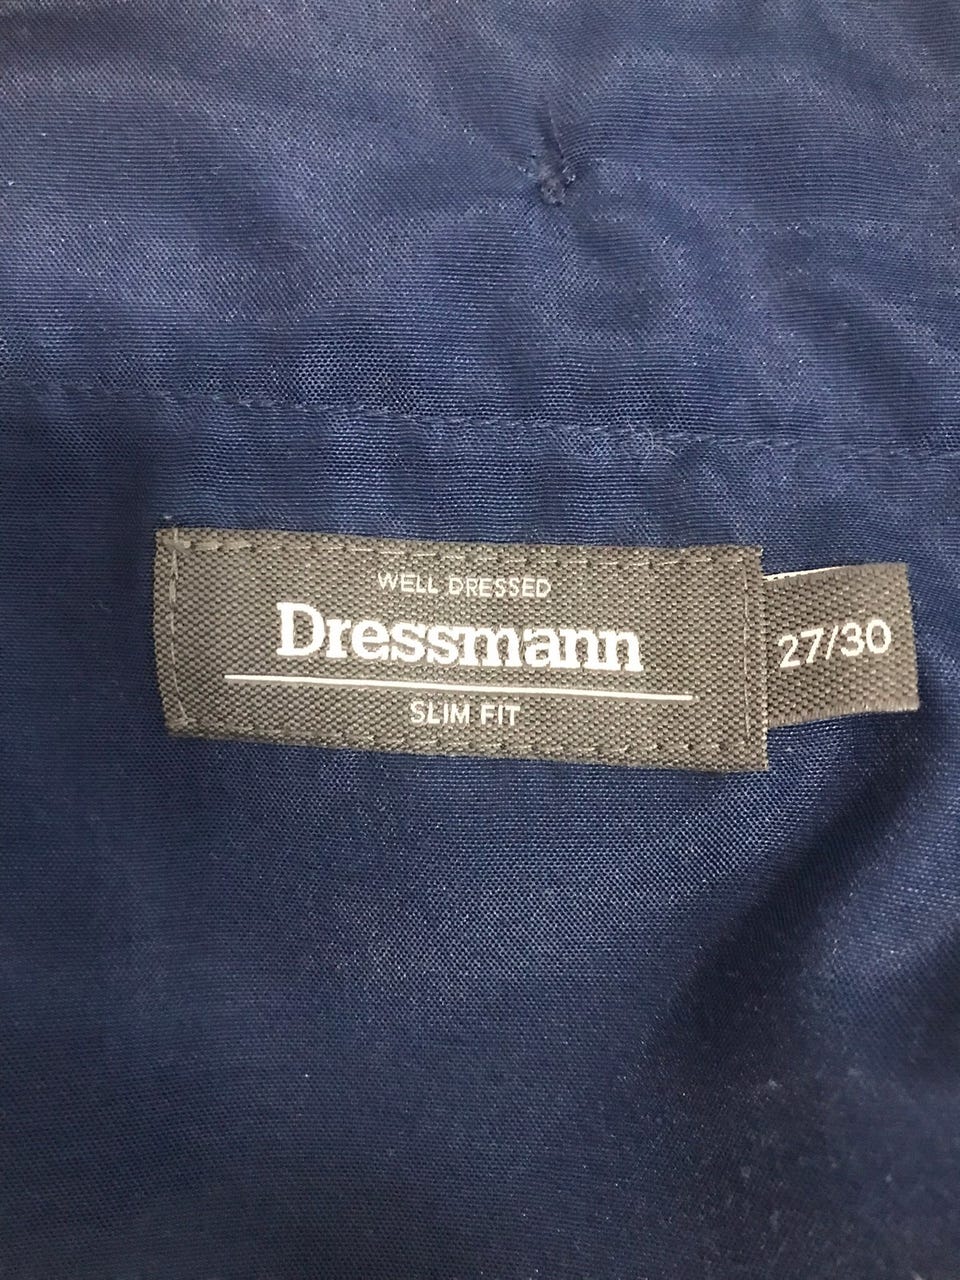 WELL DRESSED
Dressmann
SLIM FIT
27/30